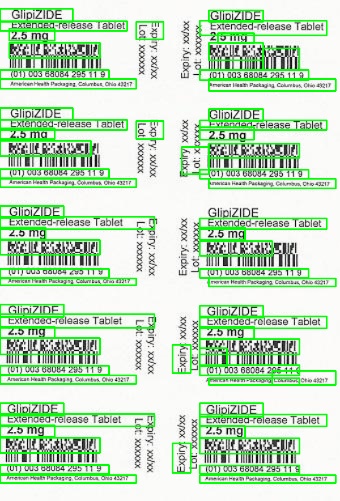 GlipiZIDE
Extended-release Tablet
2.5 mg
(01) 003 68084 295 11 9
American Health Packaging, Columbus, Ohio 43217
Lot: xxxxxx
Expiry: xx/xx
GlipiZIDE
Extended-release Tablet
2.5 mg
(01) 003 68084 295 11 9
American Health Packaging, Columbus, Ohio 43217
Expiry: xx/xx
Lot: xxxxxx
GlipiZIDE
Extended-release Tablet
2.5 mg
(01) 003 68084 295 11 9
American Health Packaging, Columbus, Ohio 43217
Lot: xxxxxx
Expiry: xx/xx
GlipiZIDE
Extended-release Tablet
2.5 mg
(01) 003 68084 295 11 9
American Health Packaging, Columbus, Ohio 43217
Expiry: xx/xx
Lot: xxxxxx
GlipiZIDE
Extended-release Tablet
2.5 mg
(01) 003 68084 295 11 9
American Health Packaging, Columbus, Ohio 43217
Lot: xxxxxx
Expiry: xx/xx
GlipiZIDE
Extended-release Tablet
2.5 mg
(01) 003 68084 295 11 9
American Health Packaging, Columbus, Ohio 43217
Expiry: xx/xx
Lot: xxxxxx
GlipiZIDE
Extended-release Tablet
2.5 mg
(01) 003 68084 295 11 9
American Health Packaging, Columbus, Ohio 43217
Lot: xxxxxx
Expiry: xx/xx
GlipiZIDE
Extended-release Tablet
2.5 mg
(01) 003 68084 295 11 9
American Health Packaging, Columbus, Ohio 43217
Expiry: xx/xx
Lot: xxxxxx
GlipiZIDE
Extended-release Tablet
2.5 mg
(01) 003 68084 295 11 9
American Health Packaging, Columbus, Ohio 43217
Lot: xxxxxx
Expiry: xx/xx
GlipiZIDE
Extended-release Tablet
2.5 mg
(01) 003 68084 295 11 9
American Health Packaging, Columbus, Ohio 43217
Expiry: xx/xx
Lot: xxxxxx